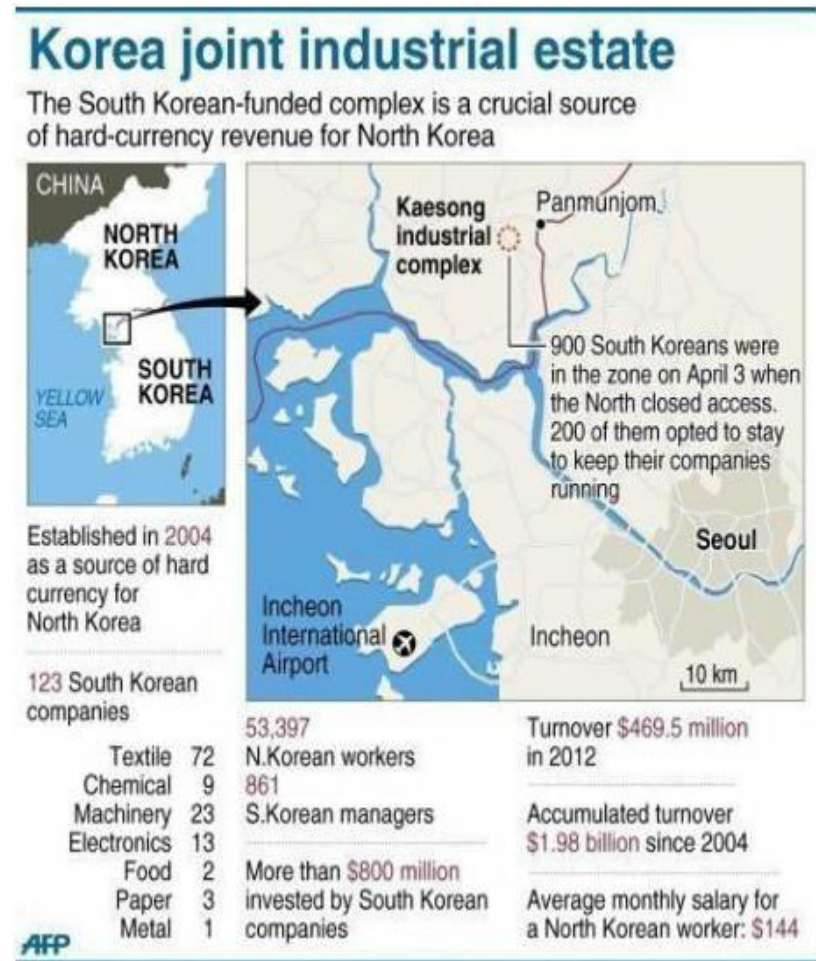 Korea joint industrial estate
The South Korean-funded complex is a crucial source
of hard-currency revenue for North Korea
CHINA
NORTH
KOREA
SOUTH
KOREA
YELLOW
SEA
Kaesong
industrial
complex
Panmunjom
900 South Koreans were
in the zone on April 3 when
the North closed access.
200 of them opted to stay
to keep their companies
running
Seoul
Incheon
International
Airport
Incheon
10 km
Established in 2004
as a source of hard
currency for
North Korea
123 South Korean
companies
Textile 72
Chemical 9
Machinery 23
Electronics 13
Food 2
Paper 3
Metal 1
53,397
N.Korean workers
861
S.Korean managers
More than $800 million
invested by South Korean
companies
Turnover $469.5 million
in 2012
Accumulated turnover
$1.98 billion since 2004
Average monthly salary for
a North Korean worker: $144
AFP